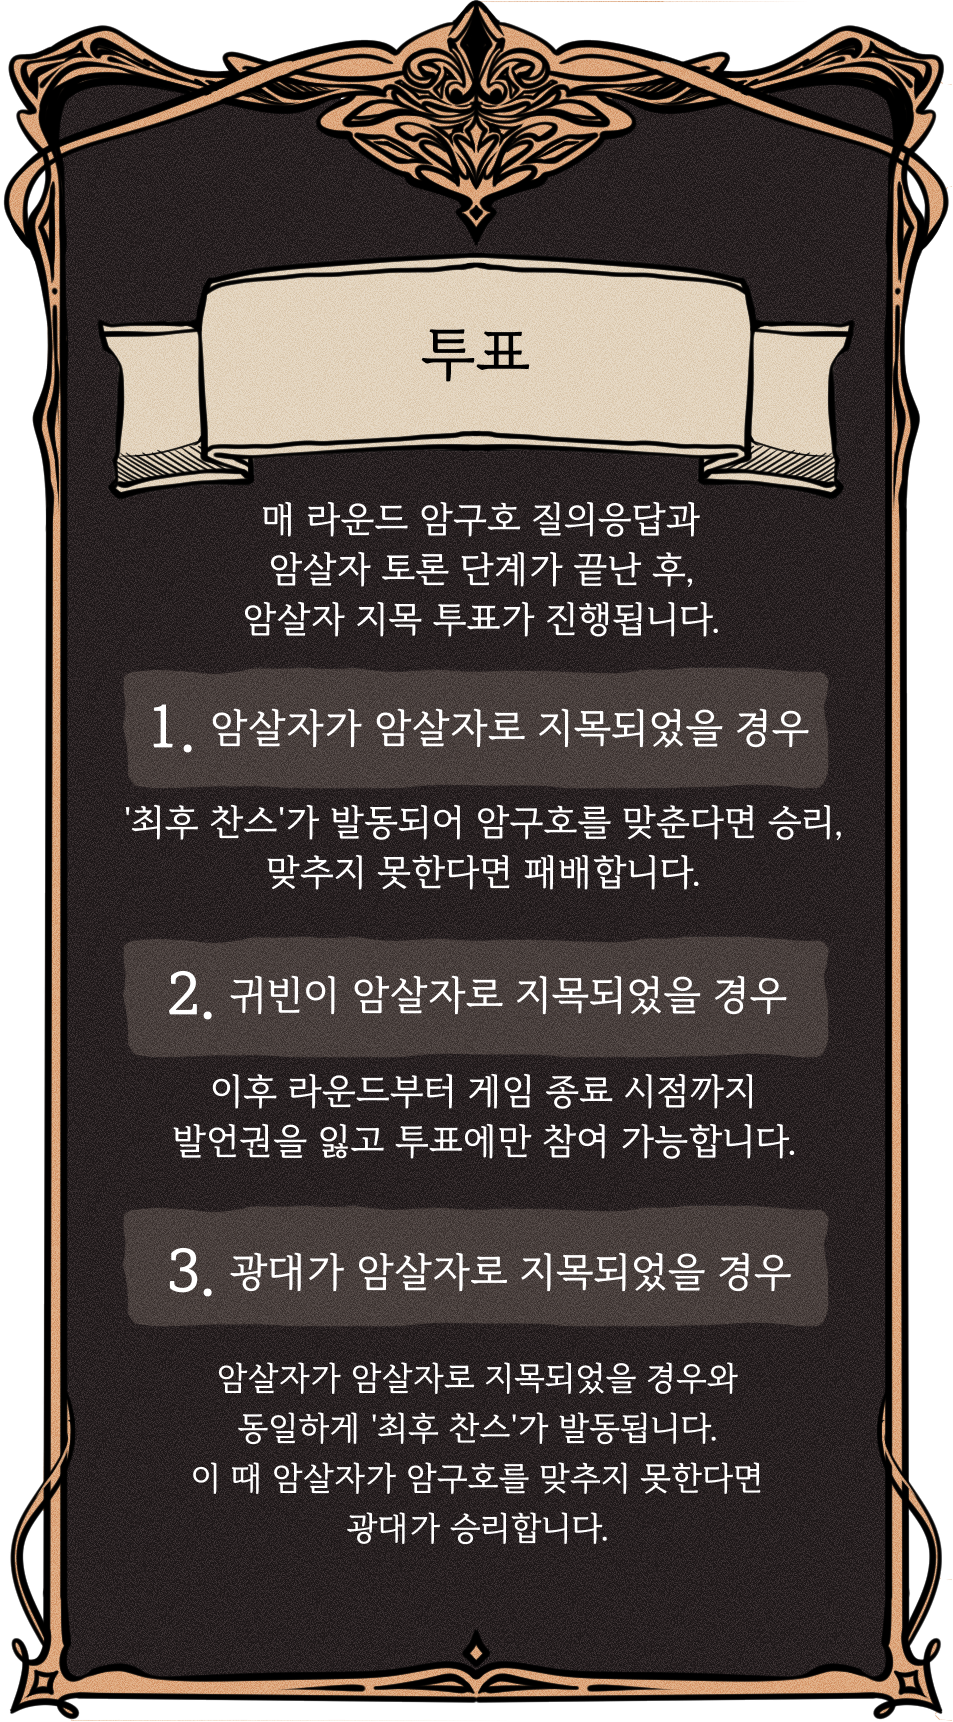 투표
매 라운드 암구호 질의응답과
암살자 토론 단계가 끝난 후,
암살자 지목 투표가 진행됩니다.
1. 암살자가 암살자로 지목되었을 경우
'최후 찬스'가 발동되어 암구호를 맞춘다면 승리,
맞추지 못한다면 패배합니다.
2. 귀빈이 암살자로 지목되었을 경우
이후 라운드부터 게임 종료 시점까지
발언권을 잃고 투표에만 참여 가능합니다.
3. 광대가 암살자로 지목되었을 경우
암살자가 암살자로 지목되었을 경우와
동일하게 '최후 찬스'가 발동됩니다.
이 때 암살자가 암구호를 맞추지 못한다면
광대가 승리합니다.